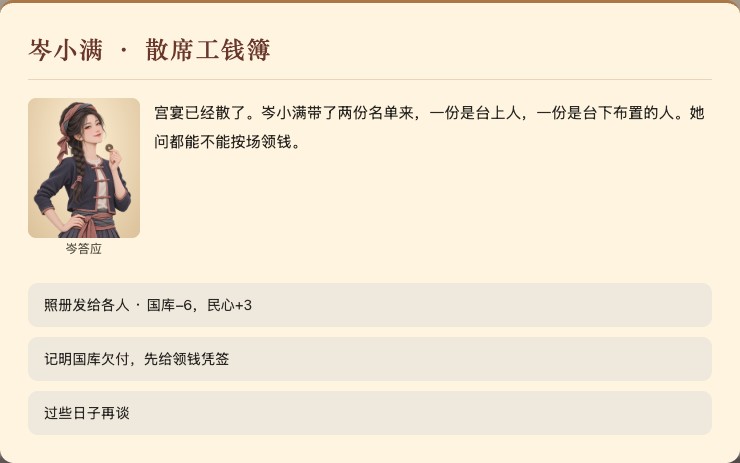 岑小满 · 散席工钱簿
宫宴已经散了。岑小满带了两份名单来，一份是台上人，一份是台下布置的人。她
问都能不能按场领钱。
岑答应
照册发给各人 · 国库−6，民心+3
记明国库欠付，先给领钱凭签
过些日子再谈